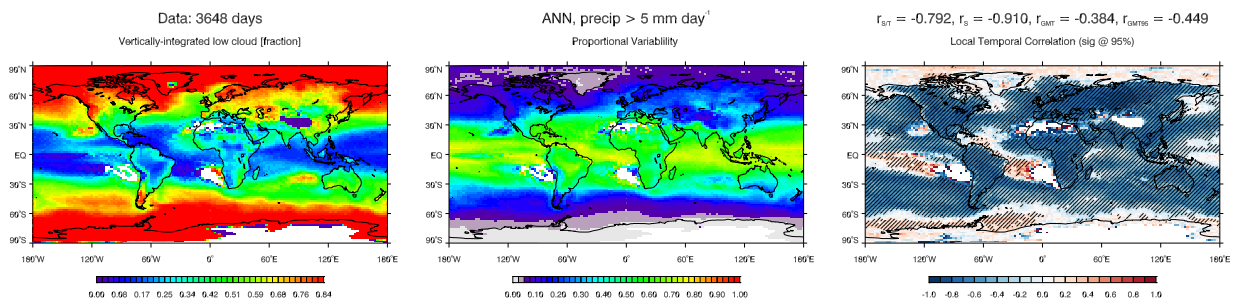 Data: 3648 days
Vertically-integrated low cloud [fraction]
90°N
60°N
30°N
EQ
30°S
60°S
90°S
180°W 120°W 60°W 0° 60°E 120°E 180°E
0.00 0.08 0.17 0.25 0.34 0.42 0.51 0.59 0.67 0.76 0.84
ANN, precip > 5 mm day⁻¹
Proportional Variablility
90°N
60°N
30°N
EQ
30°S
60°S
90°S
180°W 120°W 60°W 0° 60°E 120°E 180°E
0.00 0.10 0.20 0.30 0.40 0.50 0.60 0.70 0.80 0.90 1.00
r_S/T = -0.792, r_S = -0.910, r_GMT = -0.384, r_GMT95 = -0.449
Local Temporal Correlation (sig @ 95%)
90°N
60°N
30°N
EQ
30°S
60°S
90°S
180°W 120°W 60°W 0° 60°E 120°E 180°E
-1.0 -0.8 -0.6 -0.4 -0.2 0.0 0.2 0.4 0.6 0.8 1.0